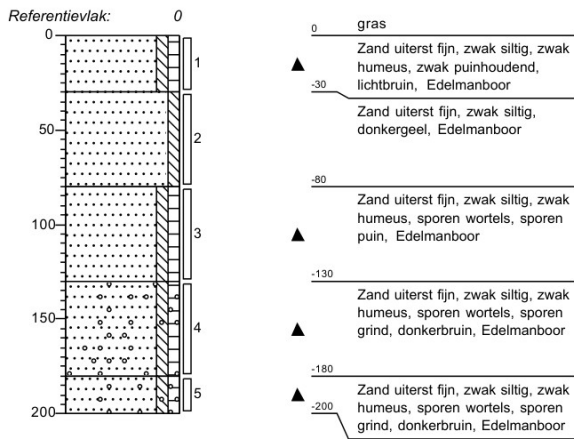 Referentievlak: 0
0
50
100
150
200
1
2
3
4
5
0 gras
Zand uiterst fijn, zwak siltig, zwak
humeus, zwak puinhoudend,
lichtbruin, Edelmanboor
-30
Zand uiterst fijn, zwak siltig,
donkergeel, Edelmanboor
-80
Zand uiterst fijn, zwak siltig, zwak
humeus, sporen wortels, sporen
puin, Edelmanboor
-130
Zand uiterst fijn, zwak siltig, zwak
humeus, sporen wortels, sporen
grind, donkerbruin, Edelmanboor
-180
Zand uiterst fijn, zwak siltig, zwak
humeus, sporen wortels, sporen
grind, donkerbruin, Edelmanboor
-200